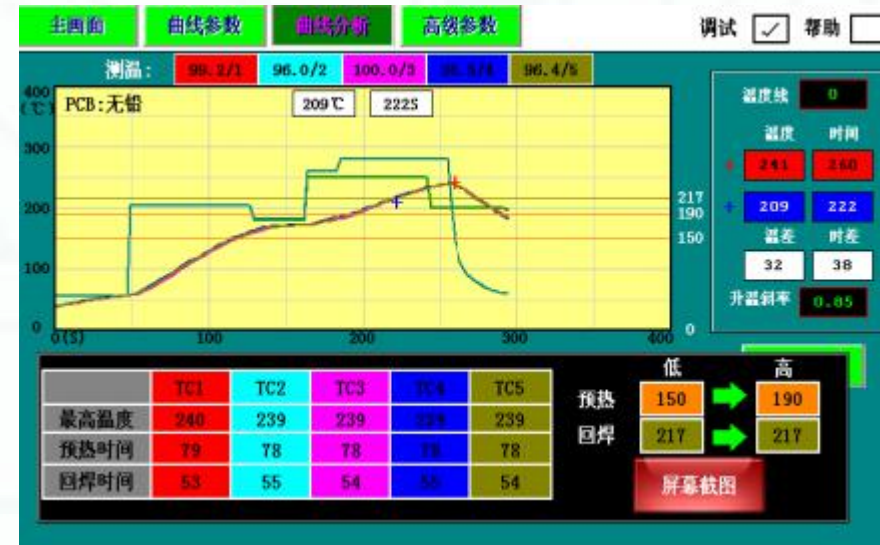 主画面 曲线参数 曲线分析 高级参数 调试 帮助
测温: 99.2/1 96.0/2 100.0/3 96.4/5
400
(℃)
PCB:无铅 209℃ 222S
300
200
100
0 0(S) 100 200 300 400
217
190
150
0
温度线 0
温度 时间
+ 241 260
+ 209 222
温差 时差
32 38
升温斜率 0.85
低 高
预热 150 190
回焊 217 217
屏幕截图
TC1 TC2 TC3 TC4 TC5
最高温度 240 239 239 239
预热时间 79 78 78 78
回焊时间 53 55 54 54